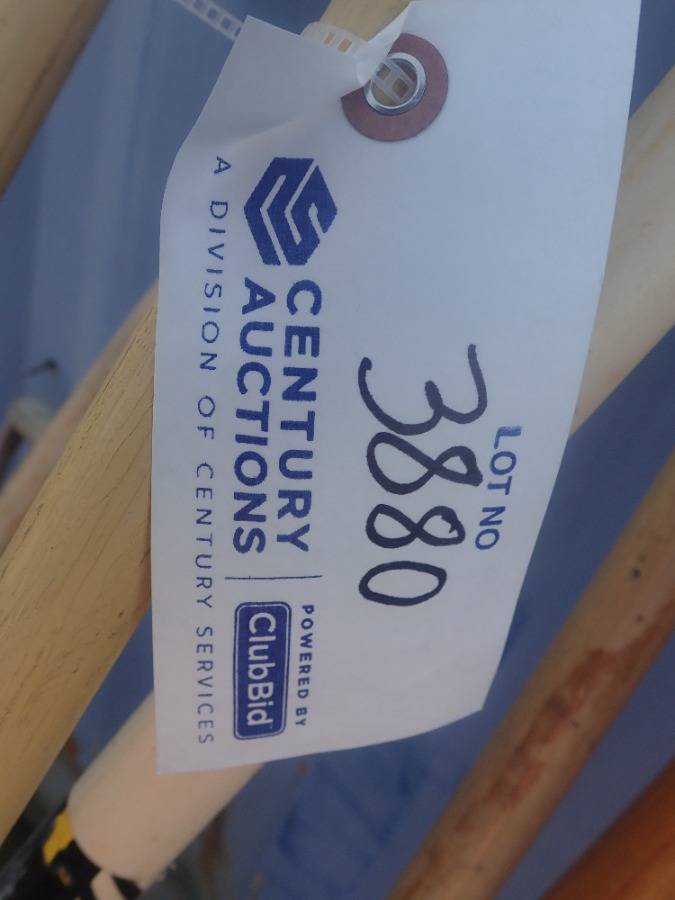 LOT NO
3880
CENTURY
AUCTIONS
POWERED BY
ClubBid
A DIVISION OF CENTURY SERVICES